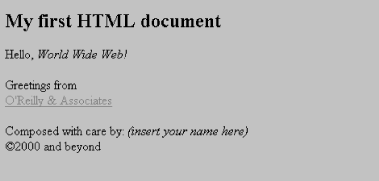 My first HTML document
Hello, World Wide Web!
Greetings from
O'Reilly & Associates
Composed with care by: (insert your name here)
©2000 and beyond